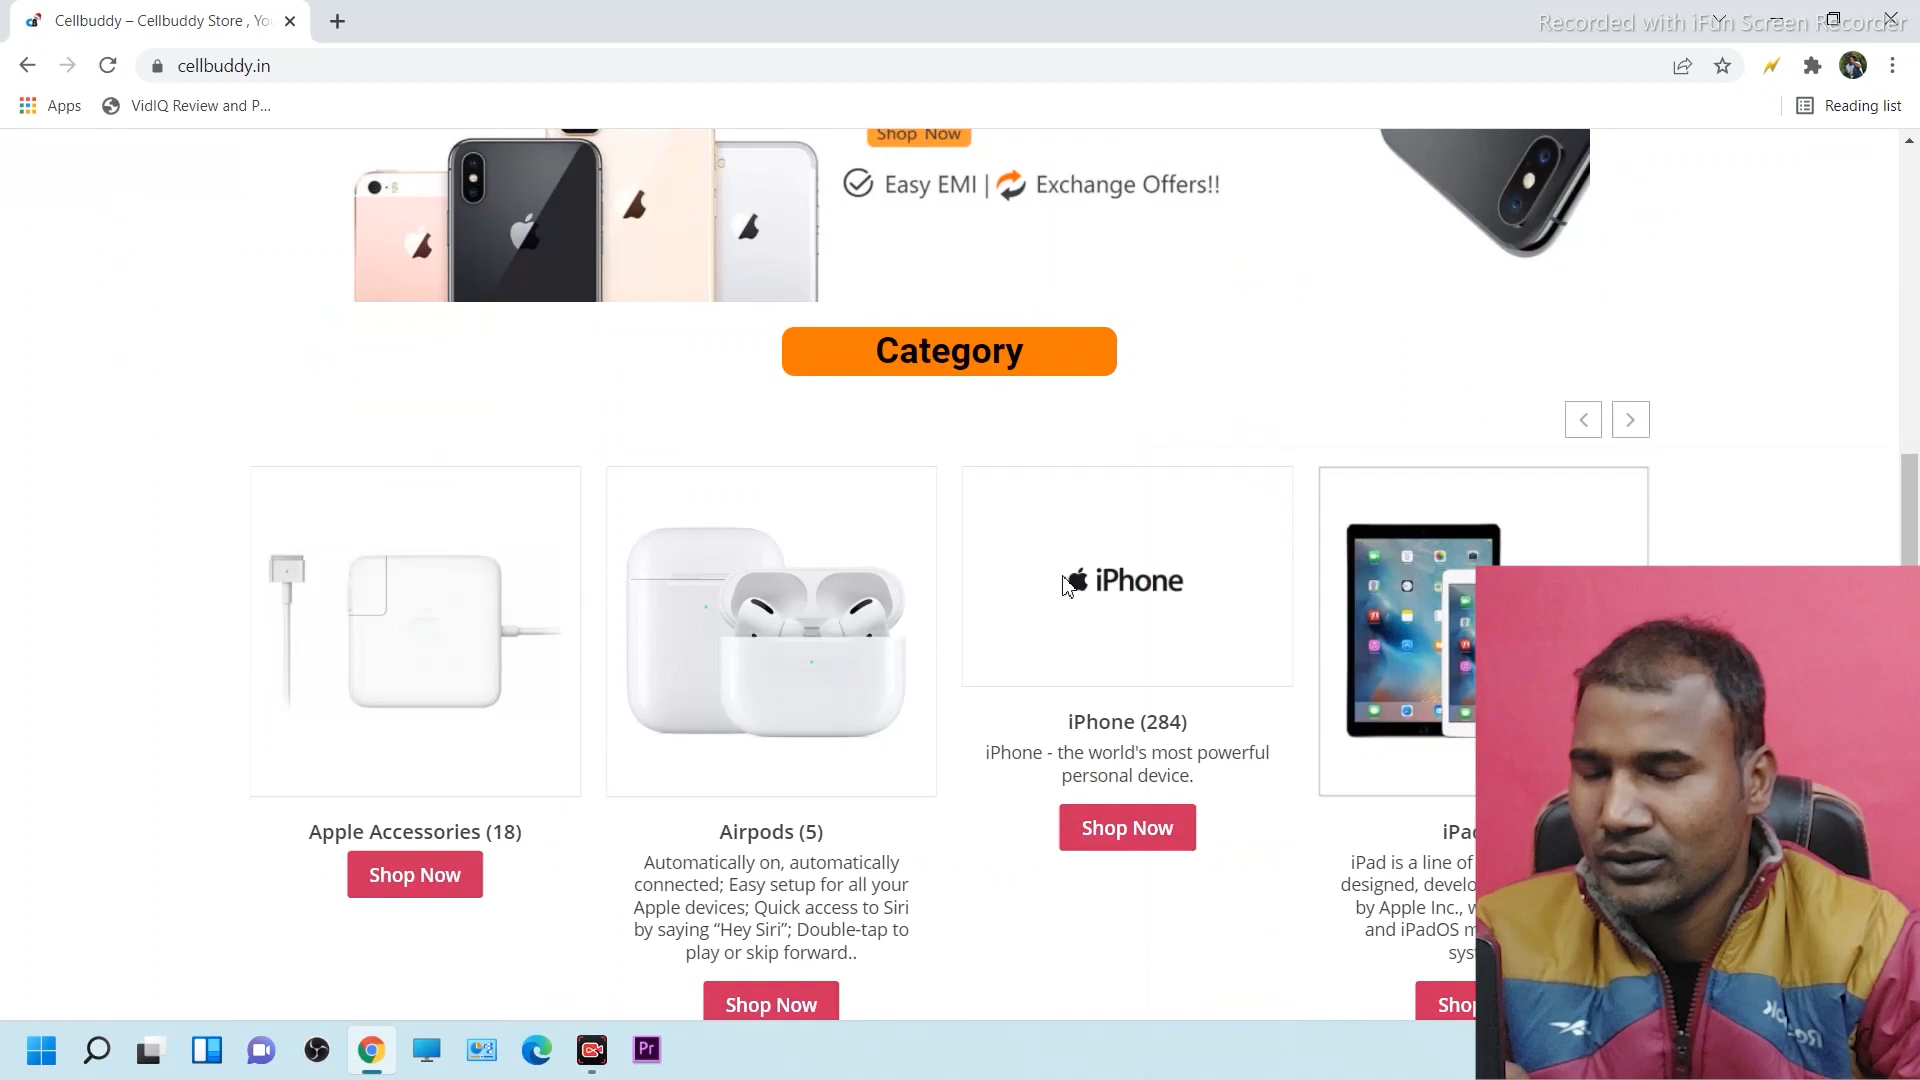 Cellbuddy – Cellbuddy Store , Yo
Recorded with iFun Screen Recorder
cellbuddy.in
Apps
VidIQ Review and P...
Reading list
Shop Now
Easy EMI | Exchange Offers!!
Category
iPhone
iPhone (284)
iPhone - the world's most powerful
personal device.
Shop Now
Apple Accessories (18)
Shop Now
Airpods (5)
Automatically on, automatically
connected; Easy setup for all your
Apple devices; Quick access to Siri
by saying “Hey Siri”; Double-tap to
play or skip forward..
Shop Now
iPad is a line of
by Apple Inc.,
and iPadOS
Pr